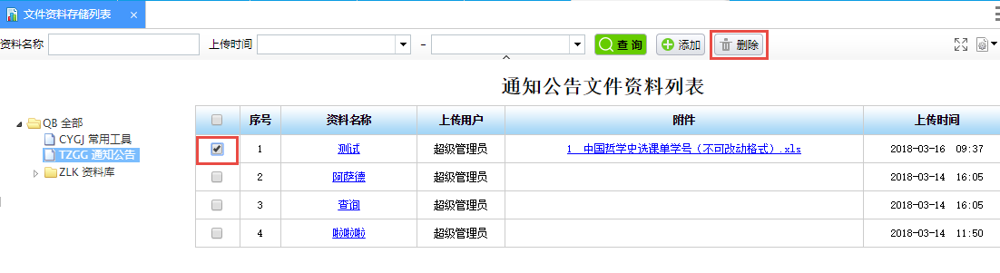 文件资料存储列表 ×
资料名称 上传时间 - 查询 添加 删除
通知公告文件资料列表
QB 全部
CYGJ 常用工具
TZGG 通知公告
ZLK 资料库
序号 资料名称 上传用户 附件 上传时间
1 测试 超级管理员 1 中国哲学史选课单学号（不可改动格式）.xls 2018-03-16 09:37
2 阿萨德 超级管理员 2018-03-14 16:05
3 查询 超级管理员 2018-03-14 16:05
4 啦啦啦 超级管理员 2018-03-14 11:50